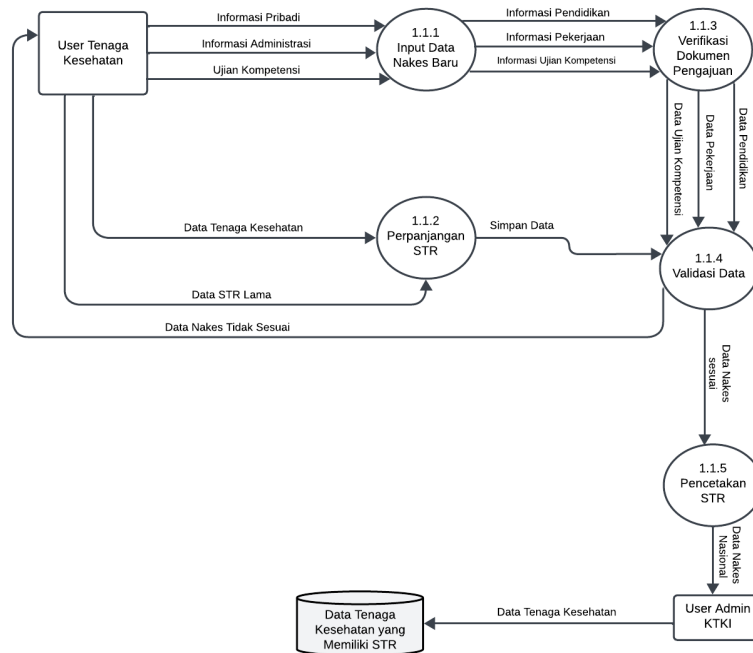 Informasi Pribadi
Informasi Pendidikan
User Tenaga
Kesehatan
Informasi Administrasi
1.1.1
Input Data
Nakes Baru
Informasi Pekerjaan
1.1.3
Verifikasi
Dokumen
Pengajuan
Ujian Kompetensi
Informasi Ujian Kompetensi
Data Ujian Kompetensi
Data Pekerjaan
Data Pendidikan
Data Tenaga Kesehatan
1.1.2
Perpanjangan
STR
Simpan Data
1.1.4
Validasi Data
Data STR Lama
Data Nakes Tidak Sesuai
Data Nakes
sesuai
1.1.5
Pencetakan
STR
Data Nakes
Nasional
Data Tenaga
Kesehatan yang
Memiliki STR
Data Tenaga Kesehatan
User Admin
KTKI